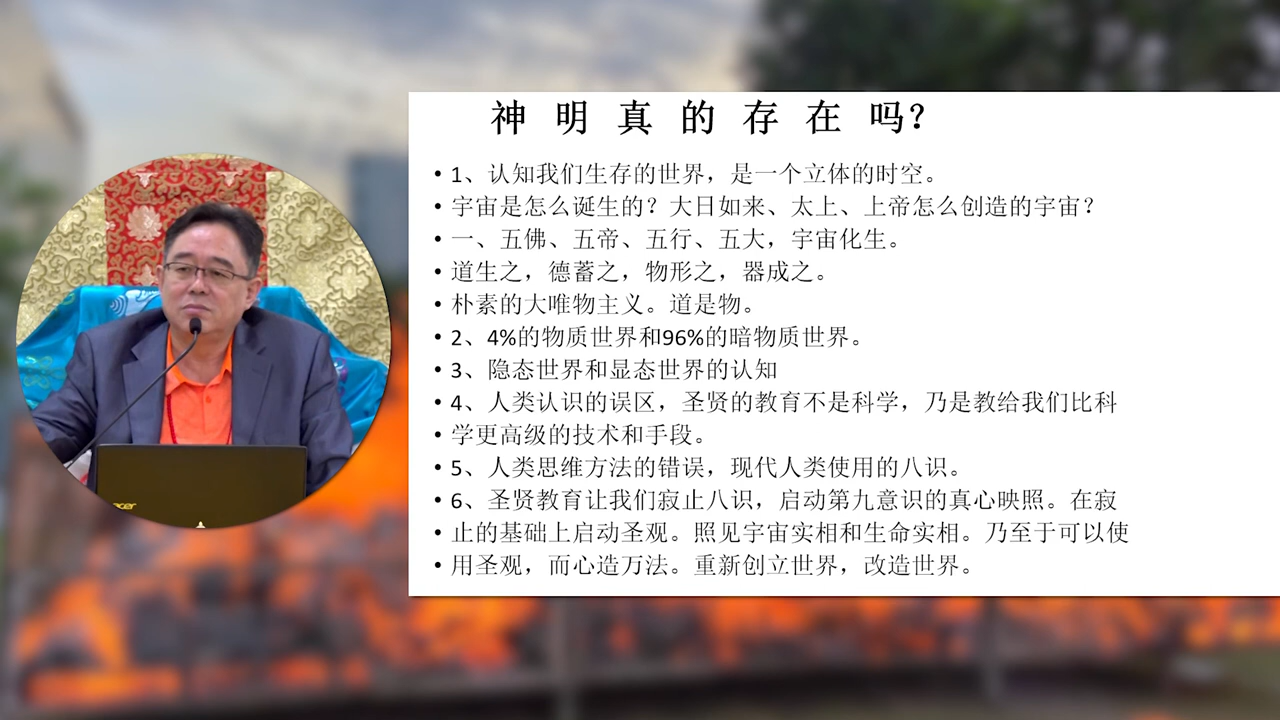 神明真的存在吗？
• 1、认知我们生存的世界，是一个立体的时空。
• 宇宙是怎么诞生的？大日如来、太上、上帝怎么创造的宇宙？
• 一、五佛、五帝、五行、五大，宇宙化生。
• 道生之，德蓄之，物形之，器成之。
• 朴素的大唯物主义。道是物。
• 2、4%的物质世界和96%的暗物质世界。
• 3、隐态世界和显态世界的认知
• 4、人类认识的误区，圣贤的教育不是科学，乃是教给我们比科
• 学更高级的技术和手段。
• 5、人类思维方法的错误，现代人类使用的八识。
• 6、圣贤教育让我们寂止八识，启动第九意识的真心映照。在寂
• 止的基础上启动圣观。照见宇宙实相和生命实相。乃至于可以使
• 用圣观，而心造万法。重新创立世界，改造世界。
acer